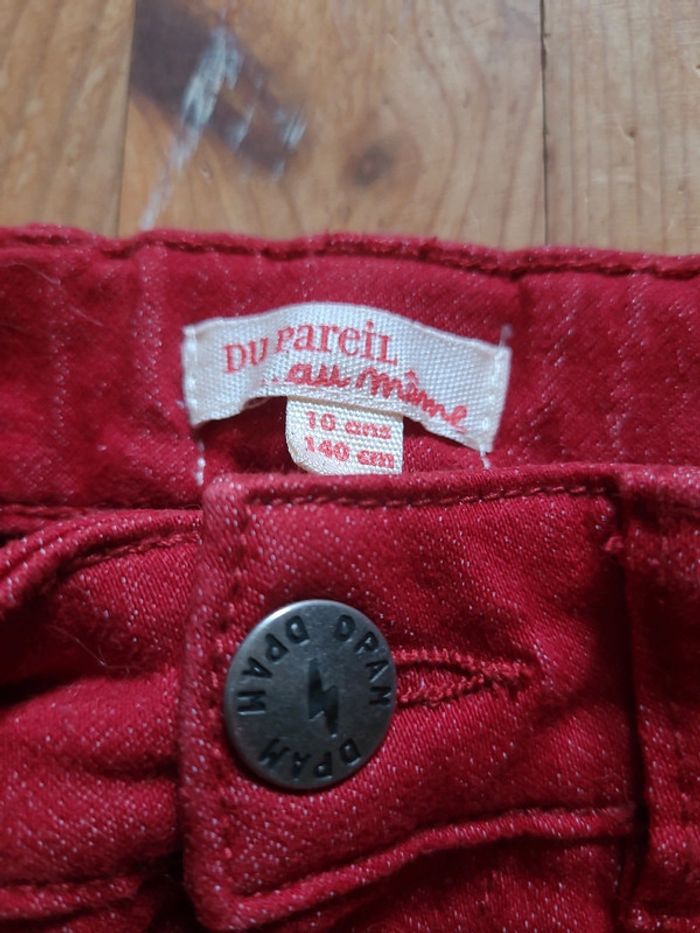 DU PareiL
...au même
10 ans
140 cm
DPAM DPAM DPAM